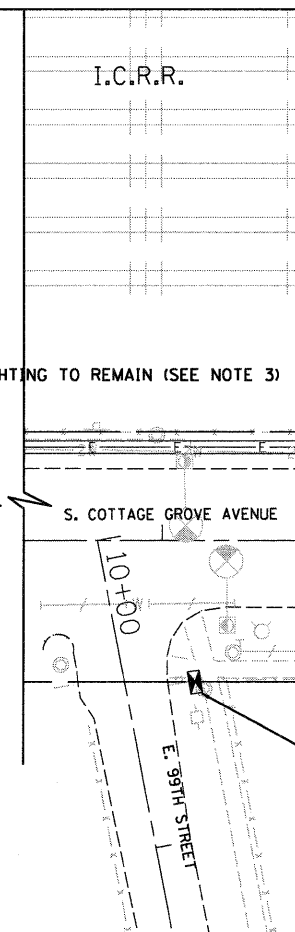 I.C.R.R.
HTING TO REMAIN (SEE NOTE 3)
E E E
S. COTTAGE GROVE AVENUE
10+00
W
E. 99TH STREET